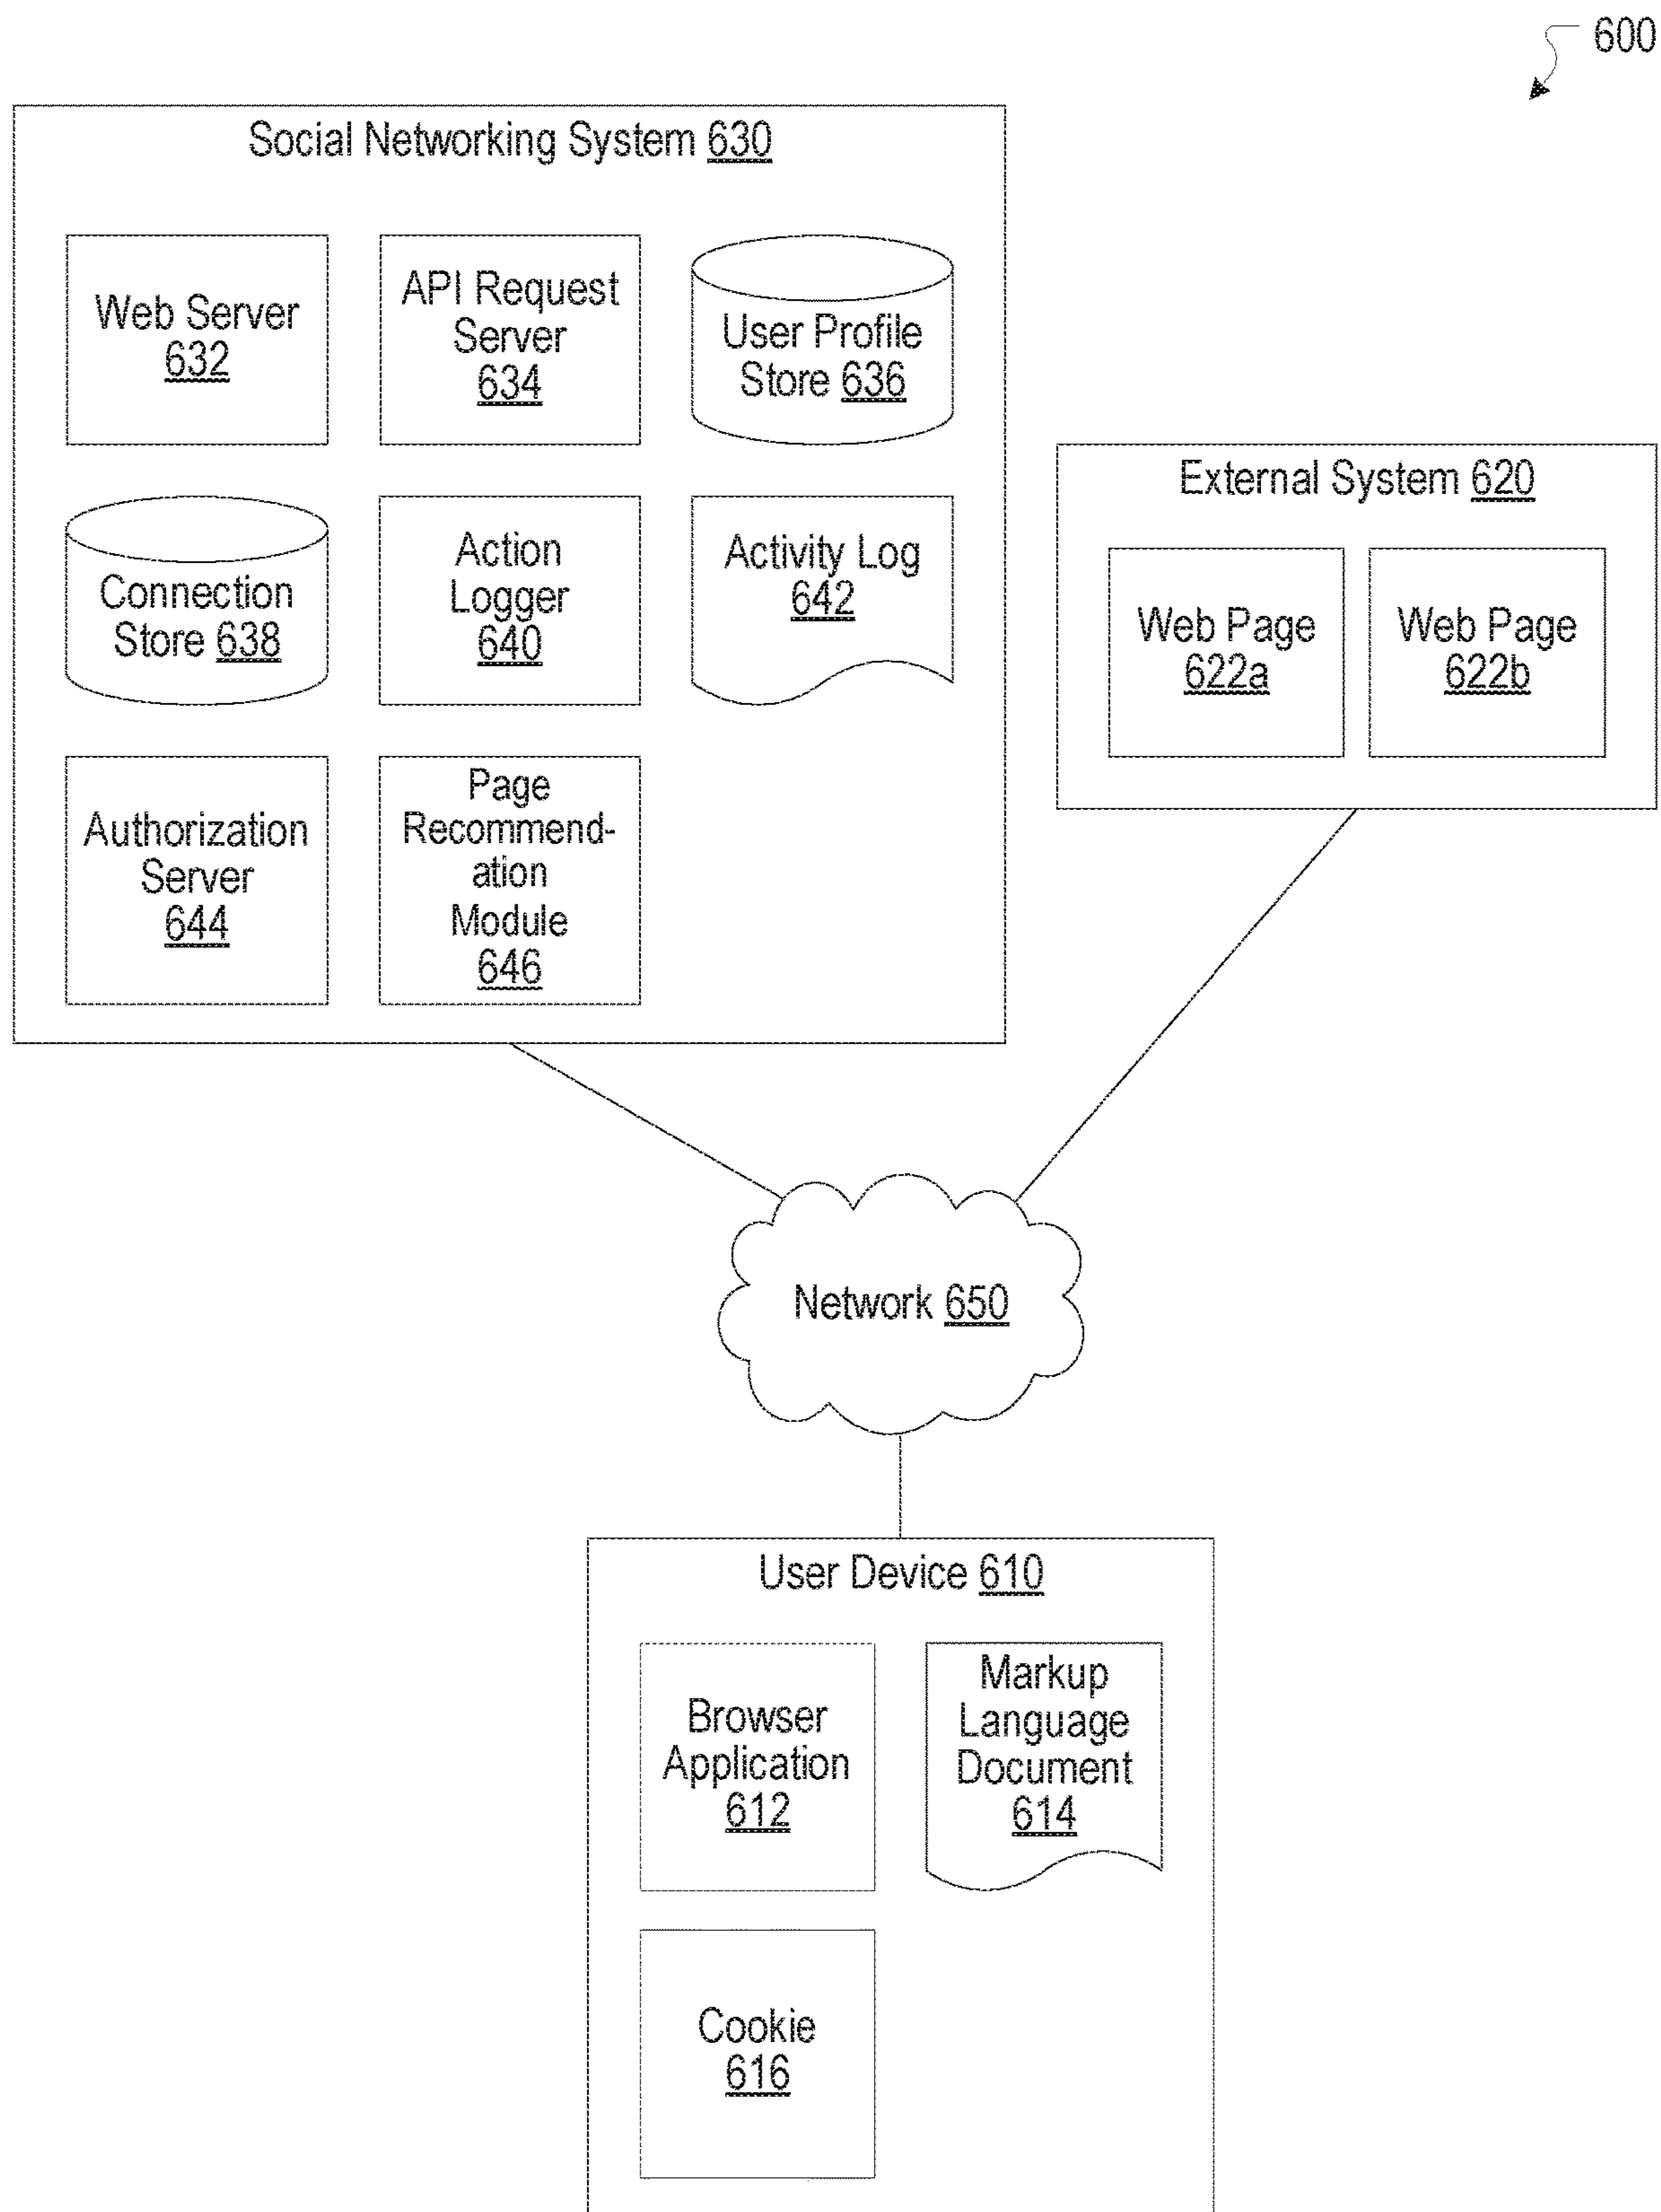 600
Social Networking System 630
Web Server
632
API Request
Server
634
User Profile
Store 636
Connection
Store 638
Action
Logger
640
Activity Log
642
Authorization
Server
644
Page
Recommend-
ation
Module
646
External System 620
Web Page
622a
Web Page
622b
Network 650
User Device 610
Browser
Application
612
Markup
Language
Document
614
Cookie
616